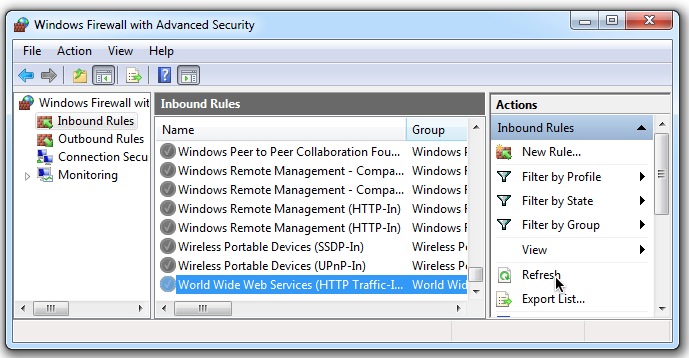 Windows Firewall with Advanced Security
File Action View Help
Windows Firewall wit
Inbound Rules
Outbound Rules
Connection Secu
Monitoring
Inbound Rules
Name Group
Windows Peer to Peer Collaboration Fou... Windows P
Windows Remote Management - Compa... Windows F
Windows Remote Management - Compa... Windows F
Windows Remote Management (HTTP-In) Windows F
Windows Remote Management (HTTP-In) Windows F
Wireless Portable Devices (SSDP-In) Wireless P
Wireless Portable Devices (UPnP-In) Wireless P
World Wide Web Services (HTTP Traffic-I... World Wid
Actions
Inbound Rules
New Rule...
Filter by Profile
Filter by State
Filter by Group
View
Refresh
Export List...